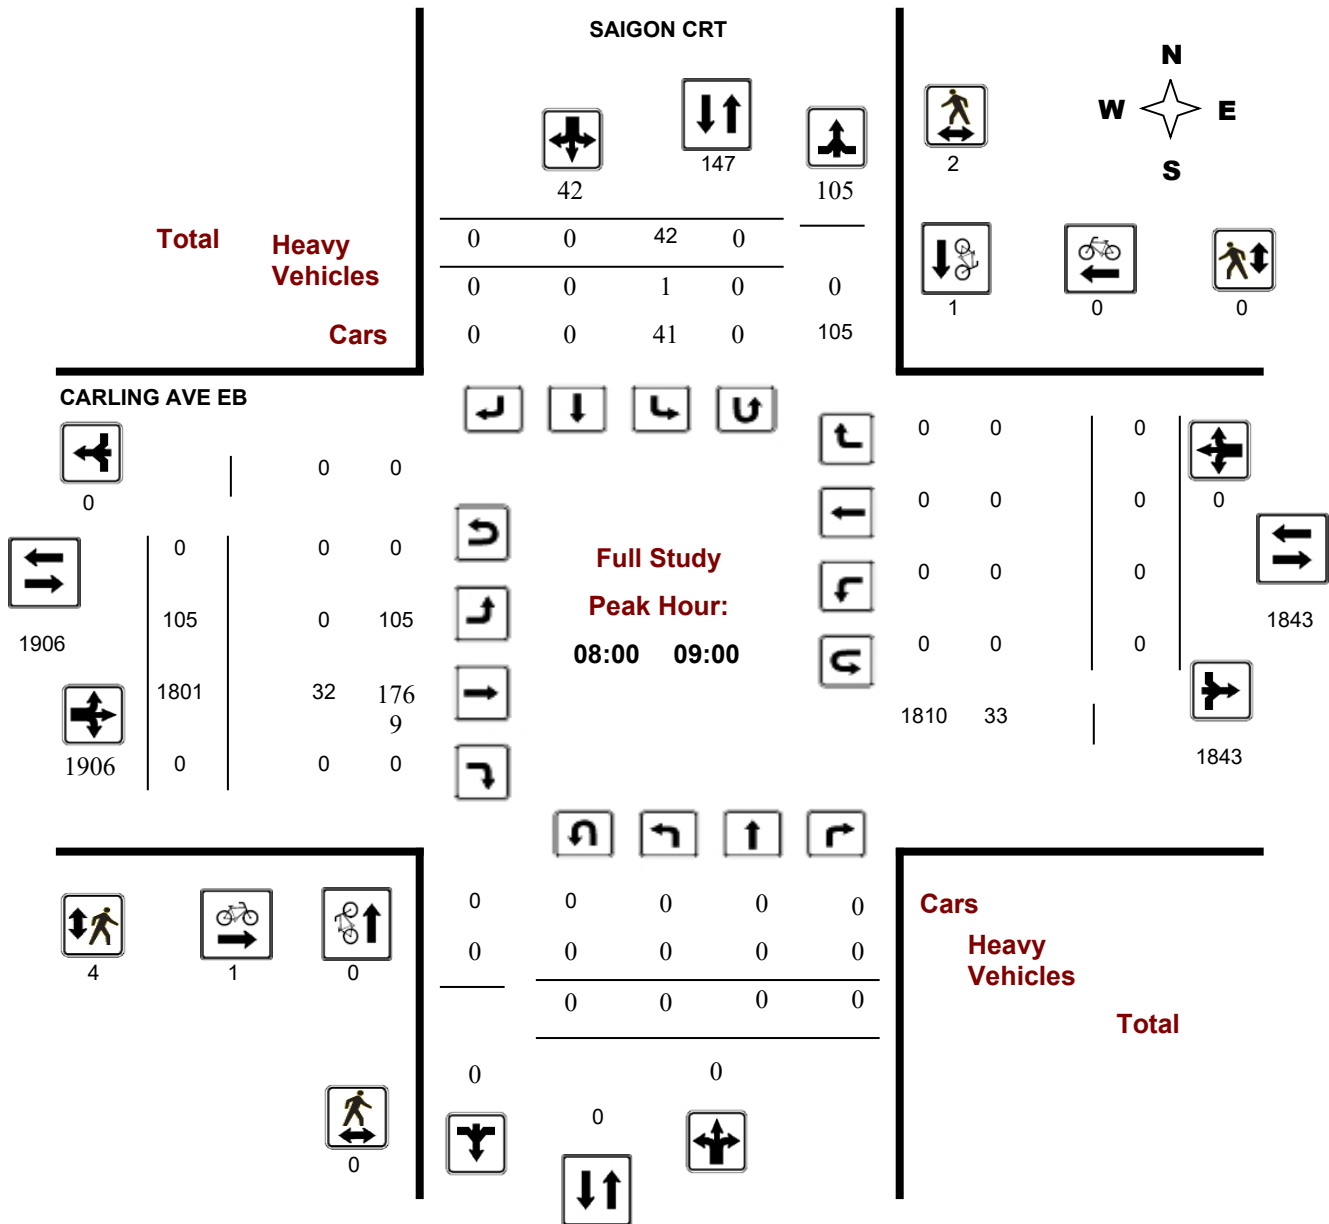 SAIGON CRT
N
W E
S
147
2
42
105
Total Heavy Vehicles
Cars
0 0 42 0
0 0 1 0 0
0 0 41 0 105
1 0 0
CARLING AVE EB
0 0
0
0 0 0
105 0 105
1906
1801 32 176
9
1906
0 0 0
Full Study
Peak Hour:
08:00 09:00
0 0 0
0 0 0
0
0 0 0
0 0 0
1843
1810 33
1843
0 0 0 0 0
0 0 0 0 0
0 0 0 0
0 0
0
4 1 0
0
Cars
Heavy
Vehicles
Total